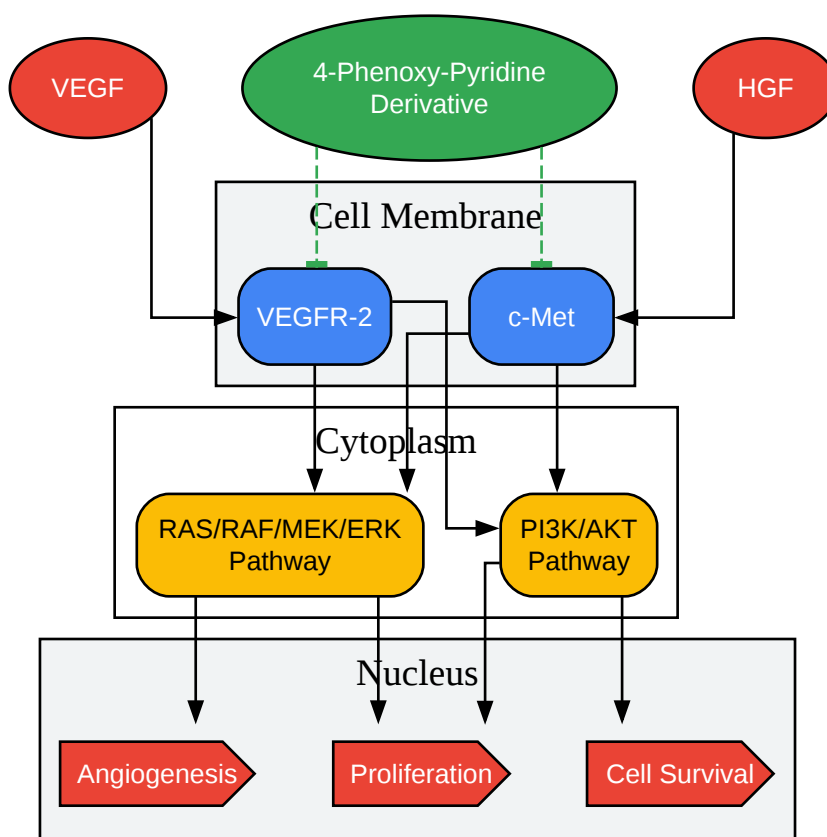 VEGF
4-Phenoxy-Pyridine
Derivative
HGF
Cell Membrane
VEGFR-2
c-Met
Cytoplasm
RAS/RAF/MEK/ERK
Pathway
PI3K/AKT
Pathway
Nucleus
Angiogenesis
Proliferation
Cell Survival